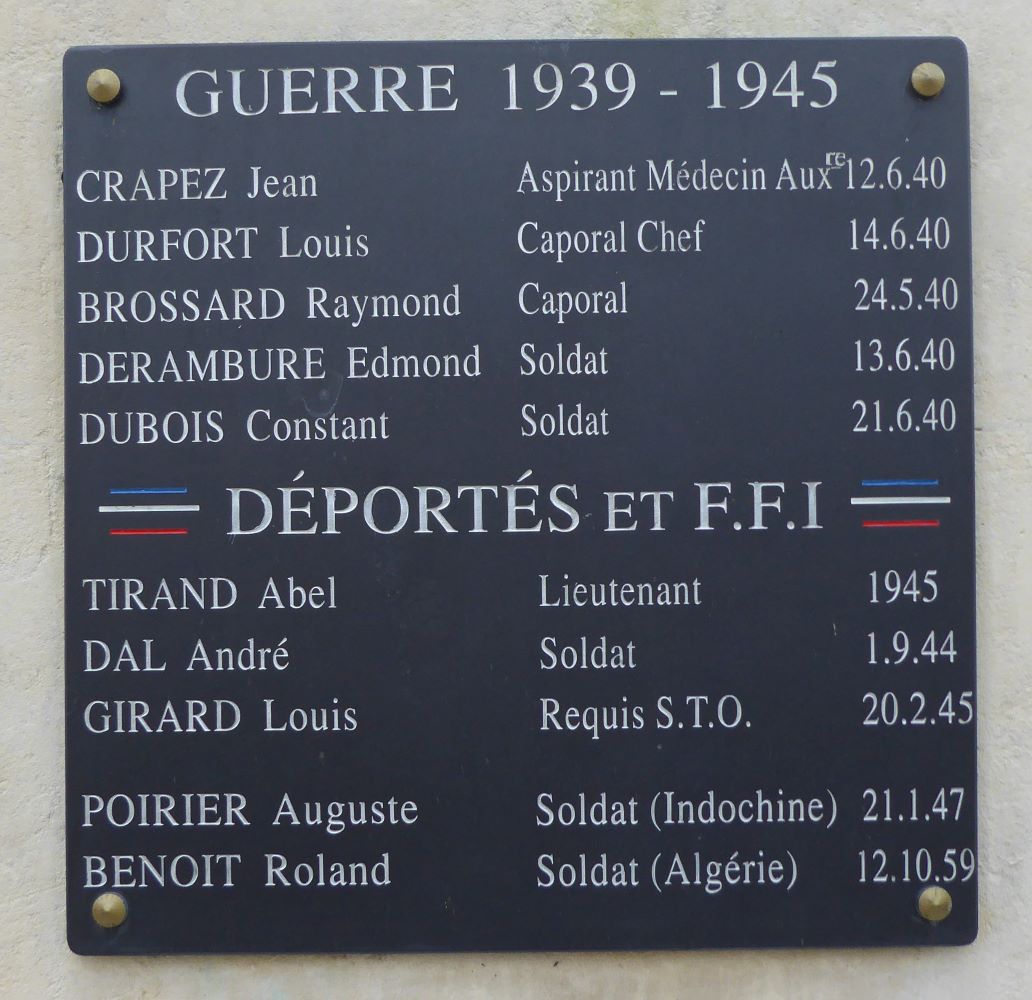 GUERRE 1939 - 1945
CRAPEZ Jean Aspirant Médecin Aux re 12.6.40
DURFORT Louis Caporal Chef 14.6.40
BROSSARD Raymond Caporal 24.5.40
DERAMBURE Edmond Soldat 13.6.40
DUBOIS Constant Soldat 21.6.40
DÉPORTÉS ET F.F.I
TIRAND Abel Lieutenant 1945
DAL André Soldat 1.9.44
GIRARD Louis Requis S.T.O. 20.2.45
POIRIER Auguste Soldat (Indochine) 21.1.47
BENOIT Roland Soldat (Algérie) 12.10.59